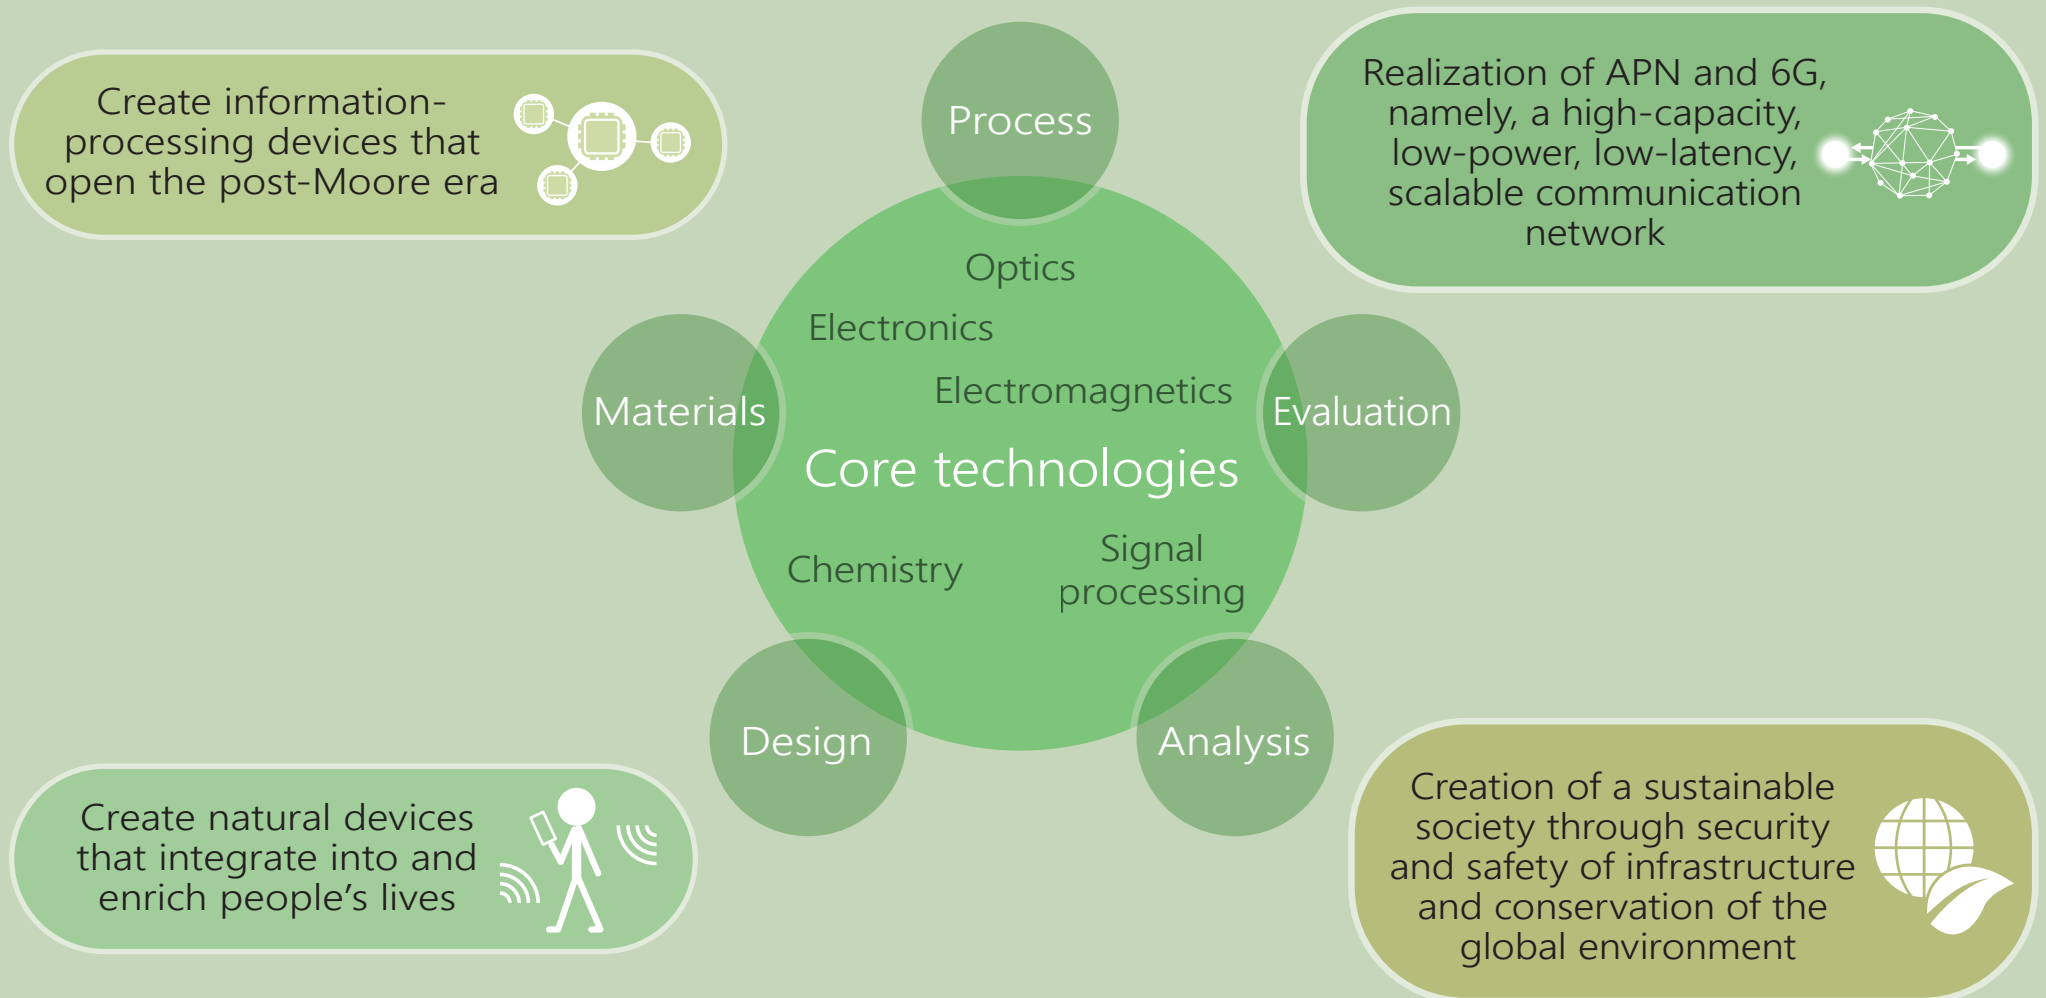 Create information-
processing devices that
open the post-Moore era
Process
Realization of APN and 6G,
namely, a high-capacity,
low-power, low-latency,
scalable communication
network
Optics
Electronics
Electromagnetics
Materials
Evaluation
Core technologies
Chemistry
Signal
processing
Design
Analysis
Create natural devices
that integrate into and
enrich people’s lives
Creation of a sustainable
society through security
and safety of infrastructure
and conservation of the
global environment